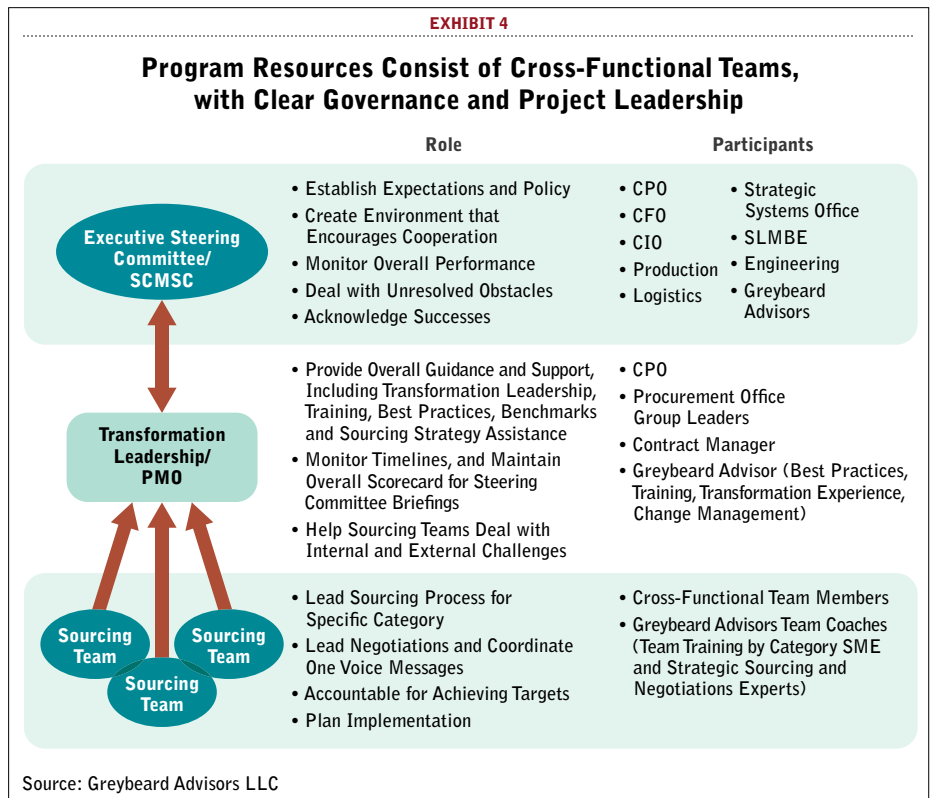 EXHIBIT 4
Program Resources Consist of Cross-Functional Teams,
with Clear Governance and Project Leadership
Role
Participants
Executive Steering
Committee/
SCMSC
• Establish Expectations and Policy
• Create Environment that
Encourages Cooperation
• Monitor Overall Performance
• Deal with Unresolved Obstacles
• Acknowledge Successes
• CPO
• CFO
• CIO
• Production
• Logistics
• Strategic
Systems Office
• SLMBE
• Engineering
• Greybeard
Advisors
Transformation
Leadership/
PMO
• Provide Overall Guidance and Support,
Including Transformation Leadership,
Training, Best Practices, Benchmarks
and Sourcing Strategy Assistance
• Monitor Timelines, and Maintain
Overall Scorecard for Steering
Committee Briefings
• Help Sourcing Teams Deal with
Internal and External Challenges
• CPO
• Procurement Office
Group Leaders
• Contract Manager
• Greybeard Advisor (Best Practices,
Training, Transformation Experience,
Change Management)
Sourcing
Team
Sourcing
Team
Sourcing
Team
• Lead Sourcing Process for
Specific Category
• Lead Negotiations and Coordinate
One Voice Messages
• Accountable for Achieving Targets
• Plan Implementation
• Cross-Functional Team Members
• Greybeard Advisors Team Coaches
(Team Training by Category SME
and Strategic Sourcing and
Negotiations Experts)
Source: Greybeard Advisors LLC